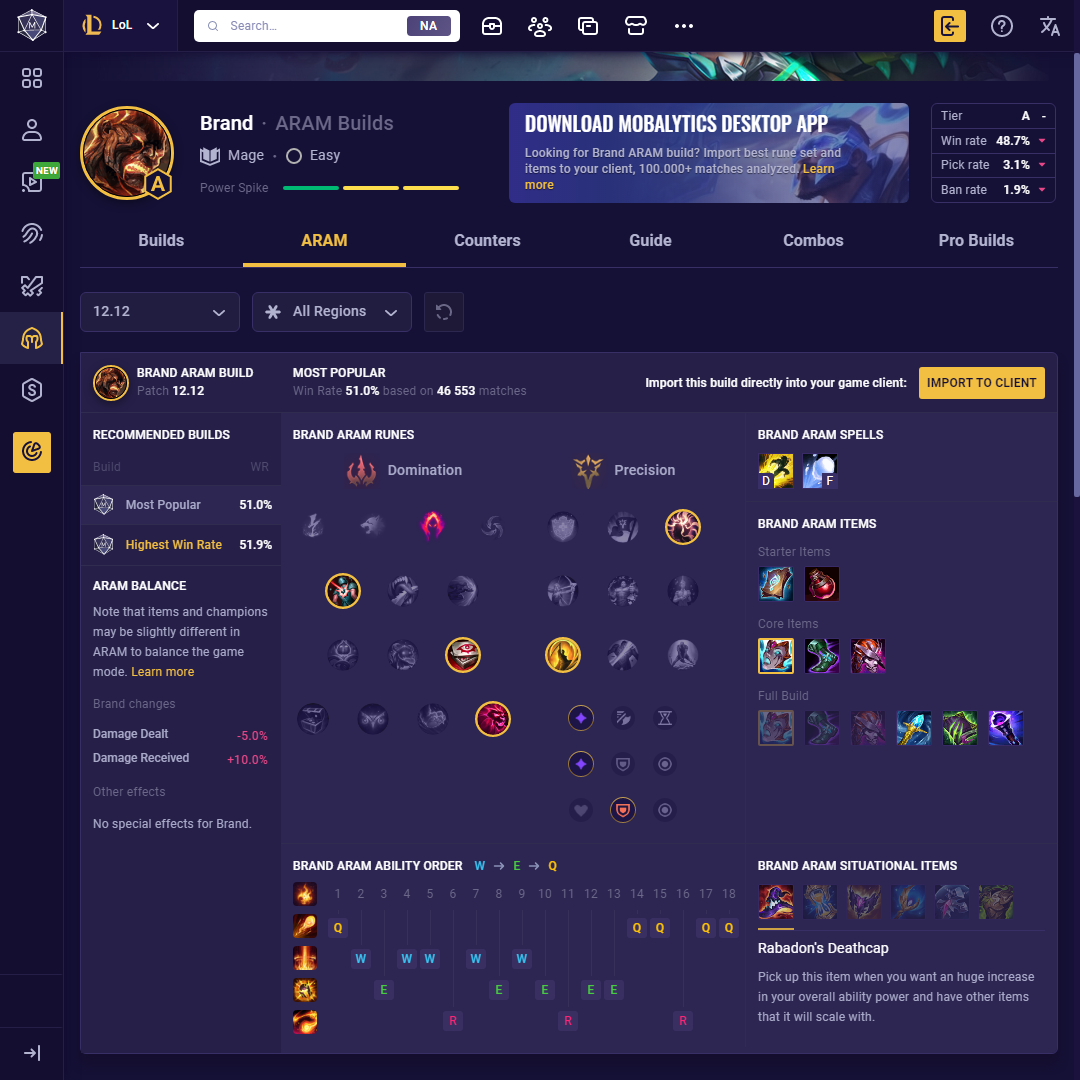 LoL
Search...
NA
NEW
Brand · ARAM Builds
Mage · Easy
Power Spike
A
DOWNLOAD MOBALYTICS DESKTOP APP
Looking for Brand ARAM build? Import best rune set and
items to your client, 100.000+ matches analyzed. Learn
more
Tier A -
Win rate 48.7%
Pick rate 3.1%
Ban rate 1.9%
Builds
ARAM
Counters
Guide
Combos
Pro Builds
12.12
All Regions
BRAND ARAM BUILD
Patch 12.12
MOST POPULAR
Win Rate 51.0% based on 46 553 matches
Import this build directly into your game client:
IMPORT TO CLIENT
RECOMMENDED BUILDS
Build WR
Most Popular 51.0%
Highest Win Rate 51.9%
ARAM BALANCE
Note that items and champions
may be slightly different in
ARAM to balance the game
mode. Learn more
Brand changes
Damage Dealt -5.0%
Damage Received +10.0%
Other effects
No special effects for Brand.
BRAND ARAM RUNES
Domination
Precision
BRAND ARAM SPELLS
D
F
BRAND ARAM ITEMS
Starter Items
Core Items
Full Build
BRAND ARAM ABILITY ORDER W → E → Q
1 2 3 4 5 6 7 8 9 10 11 12 13 14 15 16 17 18
Q Q Q Q Q
W W W W W
E E E E E
R R R
BRAND ARAM SITUATIONAL ITEMS
Rabadon's Deathcap
Pick up this item when you want an huge increase
in your overall ability power and have other items
that it will scale with.